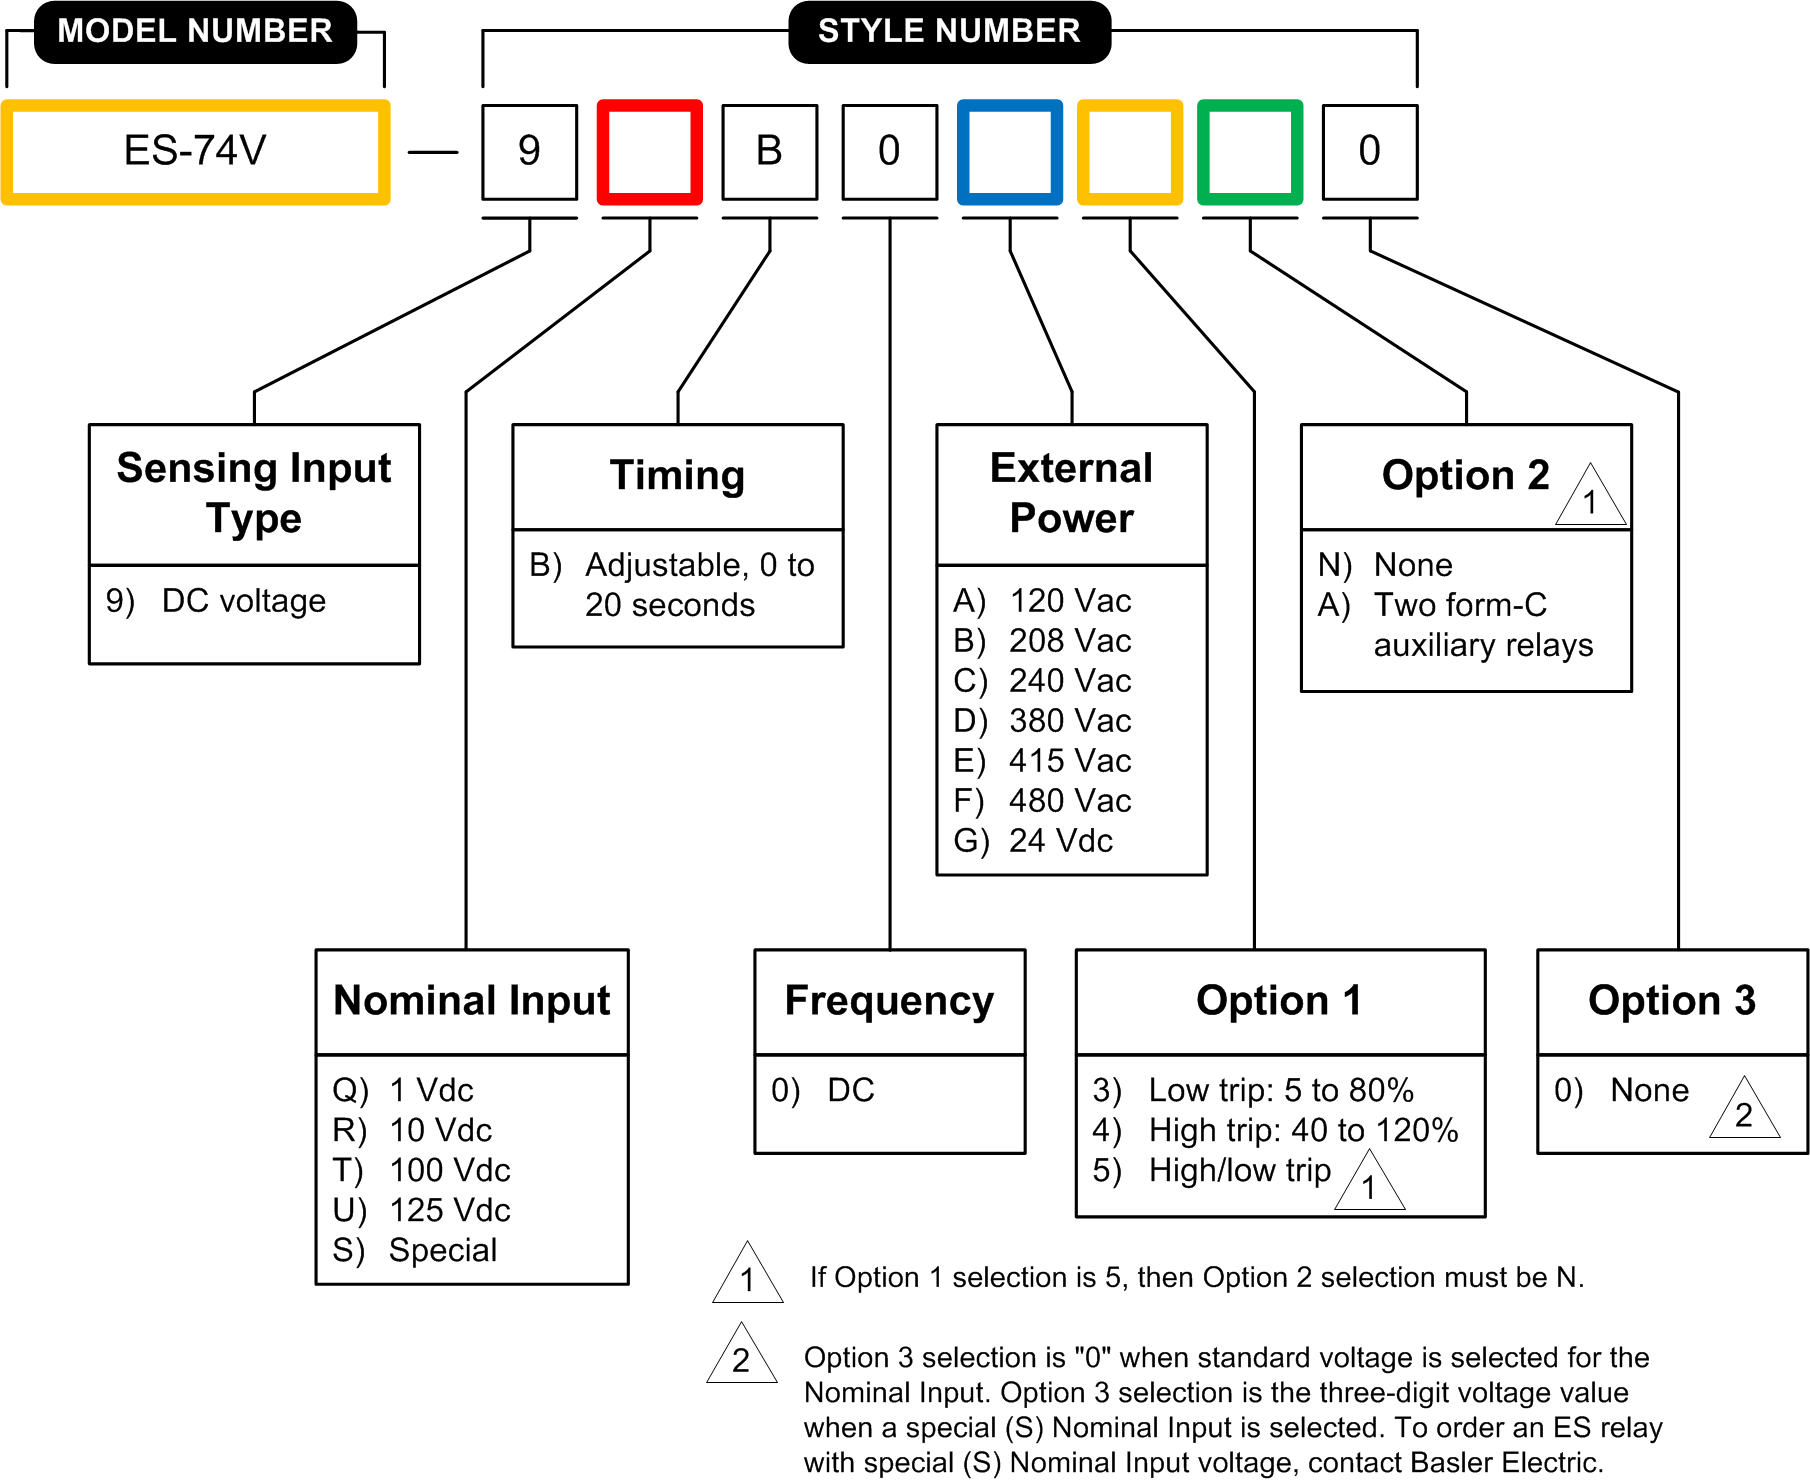 MODEL NUMBER
STYLE NUMBER
ES-74V — 9 B 0 0
Sensing Input
Type
9) DC voltage
Timing
B) Adjustable, 0 to
20 seconds
External
Power
A) 120 Vac
B) 208 Vac
C) 240 Vac
D) 380 Vac
E) 415 Vac
F) 480 Vac
G) 24 Vdc
Option 2 1
N) None
A) Two form-C
auxiliary relays
Nominal Input
Q) 1 Vdc
R) 10 Vdc
T) 100 Vdc
U) 125 Vdc
S) Special
Frequency
0) DC
Option 1
3) Low trip: 5 to 80%
4) High trip: 40 to 120%
5) High/low trip 1
Option 3
0) None 2
1 If Option 1 selection is 5, then Option 2 selection must be N.
2 Option 3 selection is "0" when standard voltage is selected for the
Nominal Input. Option 3 selection is the three-digit voltage value
when a special (S) Nominal Input is selected. To order an ES relay
with special (S) Nominal Input voltage, contact Basler Electric.